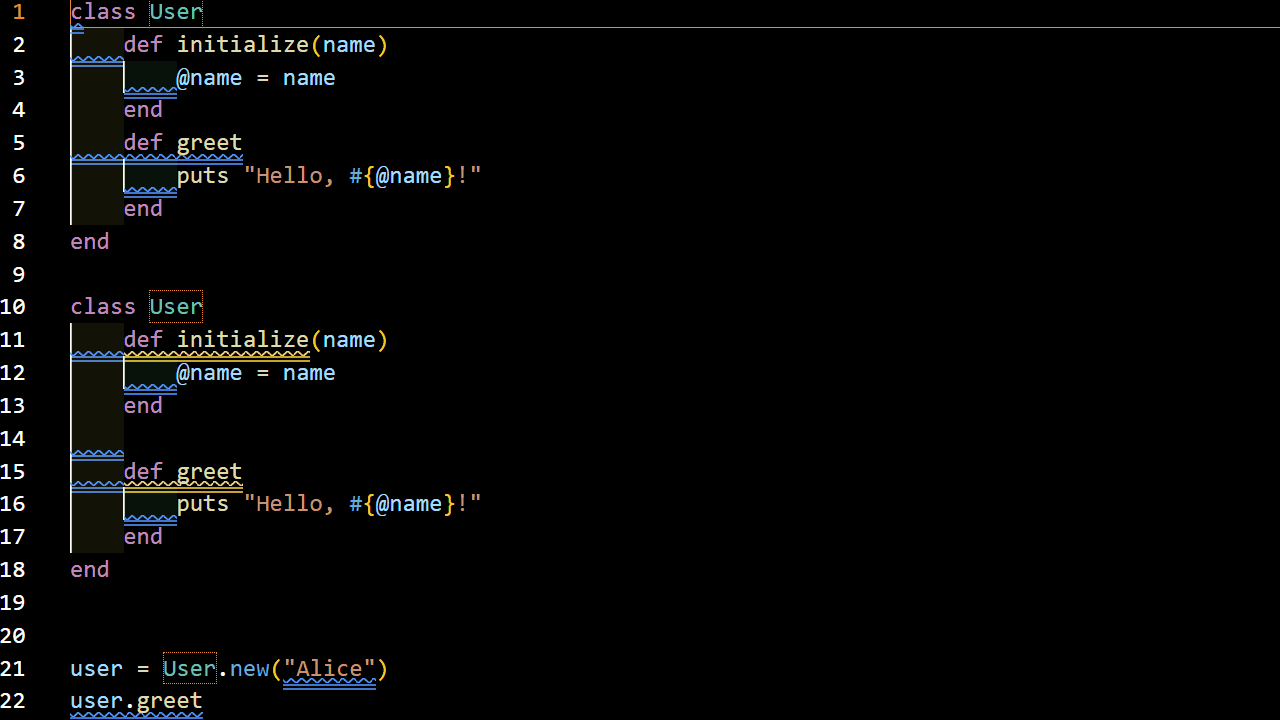 1 class User
2     def initialize(name)
3         @name = name
4     end
5     def greet
6         puts "Hello, #{@name}!"
7     end
8 end
9
10 class User
11     def initialize(name)
12         @name = name
13     end
14
15     def greet
16         puts "Hello, #{@name}!"
17     end
18 end
19
20
21 user = User.new("Alice")
22 user.greet